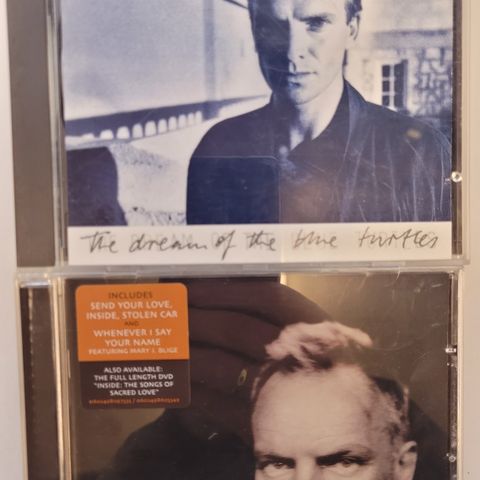 the dream of the blue turtles
INCLUDES
SEND YOUR LOVE,
INSIDE, STOLEN CAR
AND
WHENEVER I SAY
YOUR NAME
FEATURING MARY J. BLIGE
ALSO AVAILABLE:
THE FULL LENGTH DVD
"INSIDE: THE SONGS OF
SACRED LOVE"